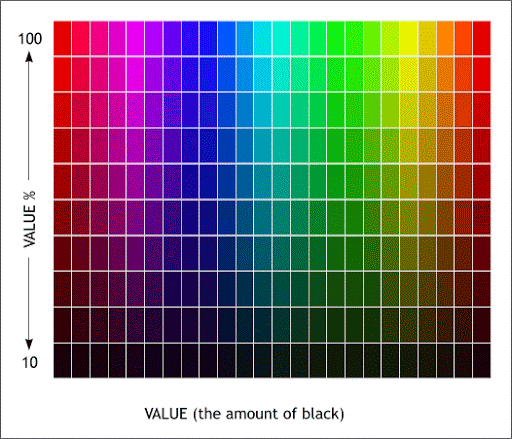 100
VALUE %
10
VALUE (the amount of black)